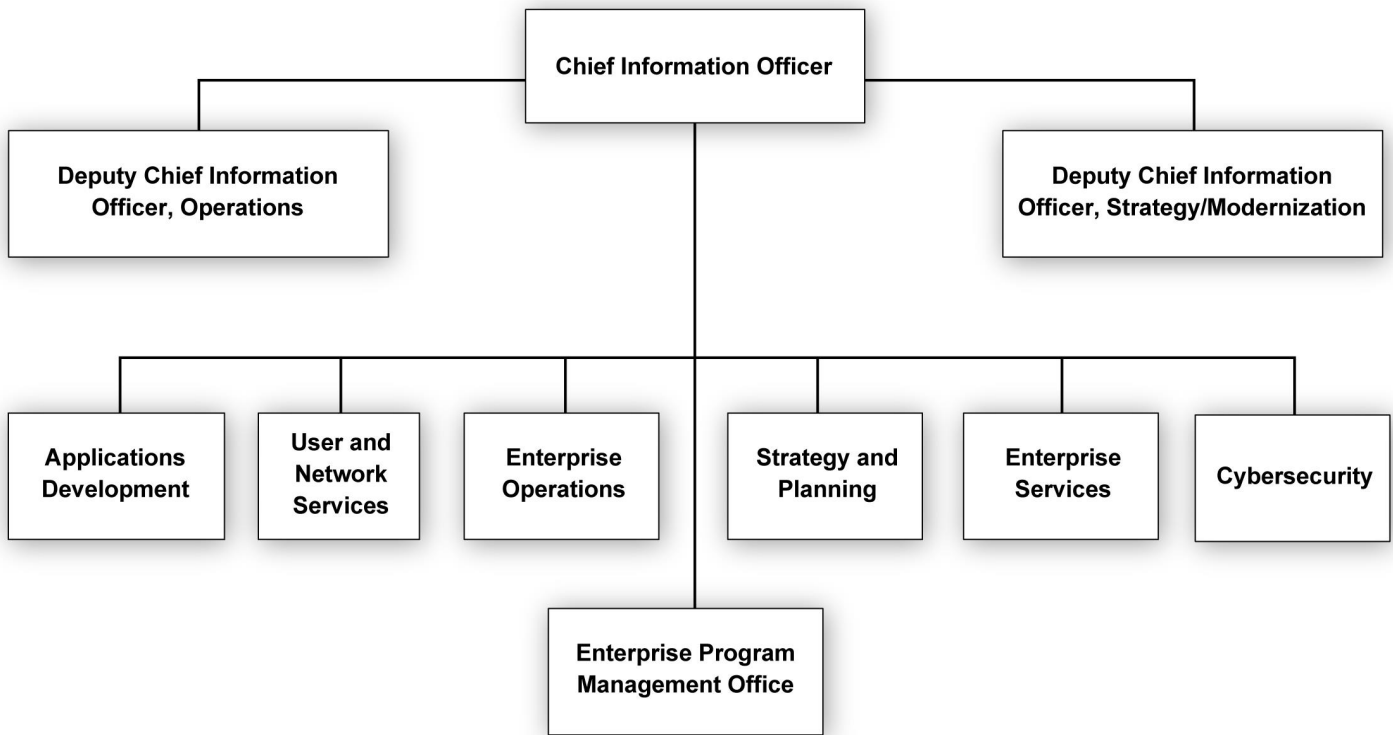 Chief Information Officer
Deputy Chief Information
Officer, Operations
Deputy Chief Information
Officer, Strategy/Modernization
Applications
Development
User and
Network
Services
Enterprise
Operations
Strategy and
Planning
Enterprise
Services
Cybersecurity
Enterprise Program
Management Office